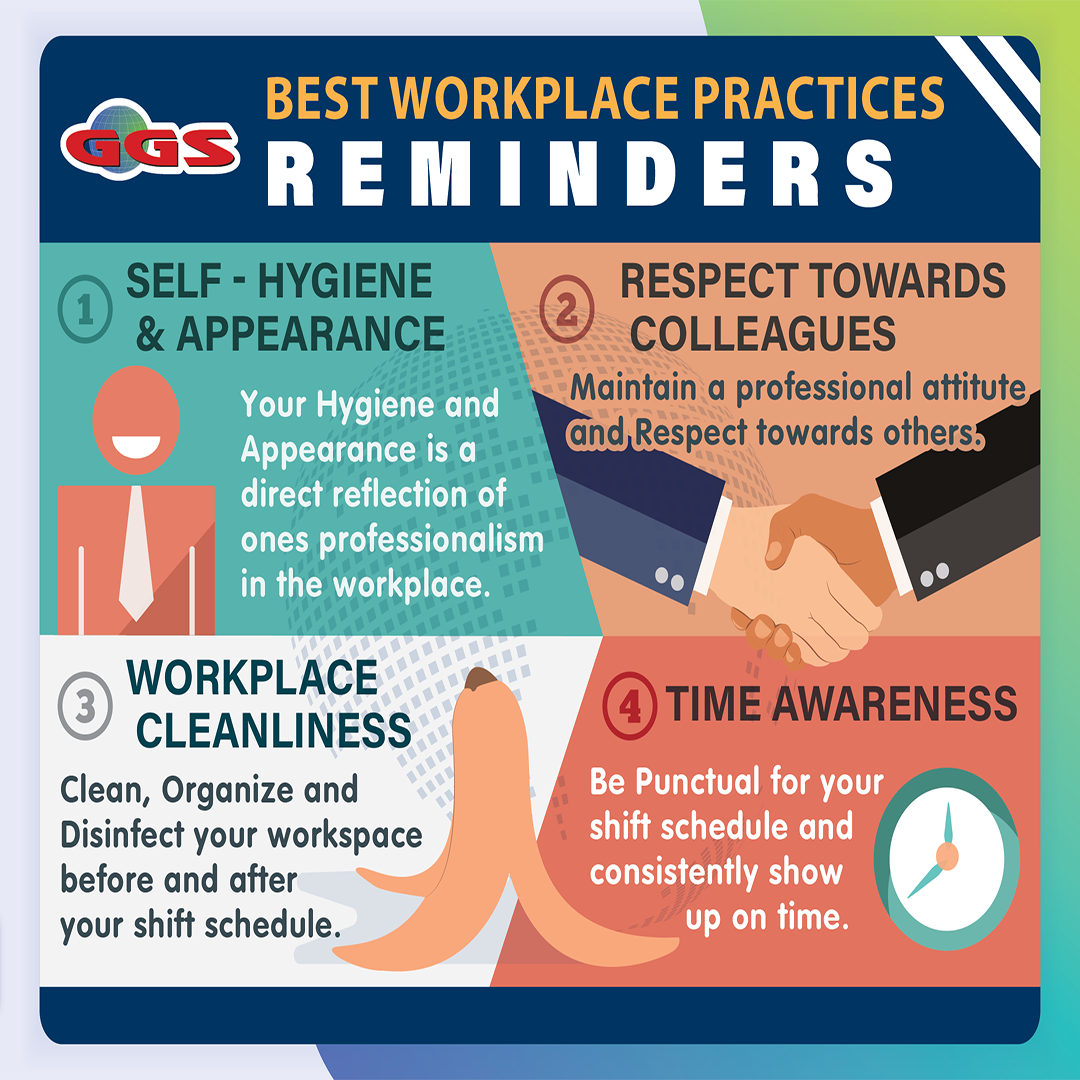 GGS
BEST WORKPLACE PRACTICES
REMINDERS
1
SELF - HYGIENE
& APPEARANCE
Your Hygiene and
Appearance is a
direct reflection of
ones professionalism
in the workplace.
2
RESPECT TOWARDS
COLLEAGUES
Maintain a professional attitute
and Respect towards others.
3
WORKPLACE
CLEANLINESS
Clean, Organize and
Disinfect your workspace
before and after
your shift schedule.
4
TIME AWARENESS
Be Punctual for your
shift schedule and
consistently show
up on time.